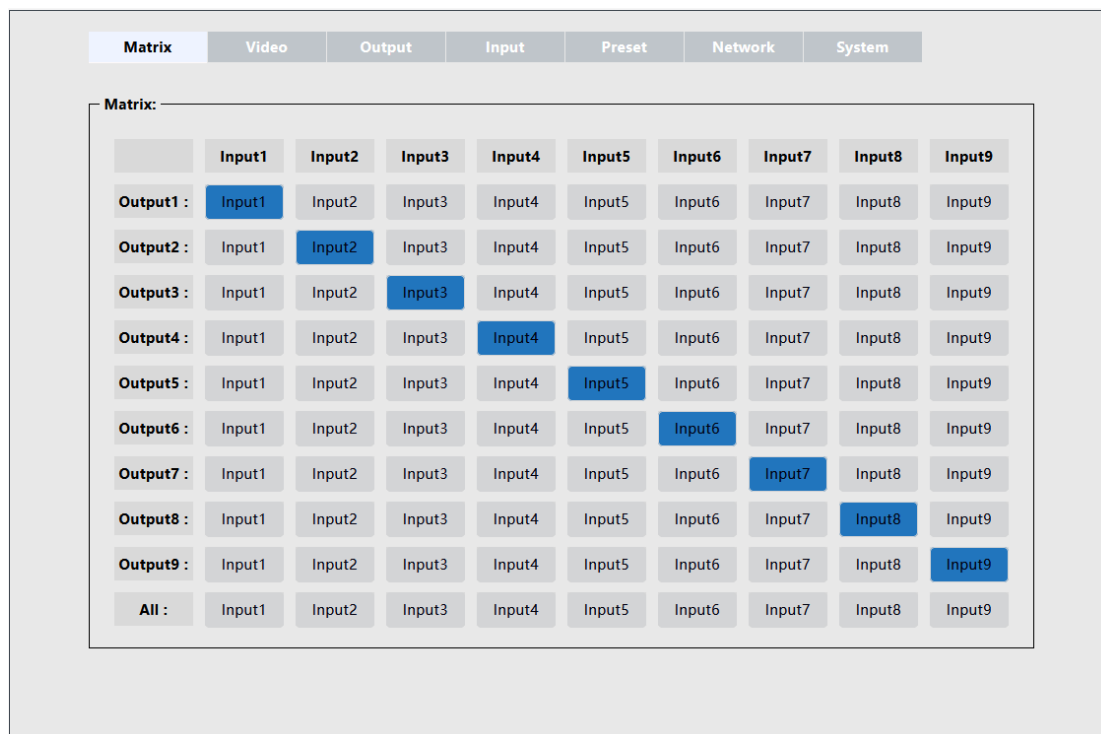 Matrix Video Output Input Preset Network System
Matrix:
Input1 Input2 Input3 Input4 Input5 Input6 Input7 Input8 Input9
Output1 : Input1 Input2 Input3 Input4 Input5 Input6 Input7 Input8 Input9
Output2 : Input1 Input2 Input3 Input4 Input5 Input6 Input7 Input8 Input9
Output3 : Input1 Input2 Input3 Input4 Input5 Input6 Input7 Input8 Input9
Output4 : Input1 Input2 Input3 Input4 Input5 Input6 Input7 Input8 Input9
Output5 : Input1 Input2 Input3 Input4 Input5 Input6 Input7 Input8 Input9
Output6 : Input1 Input2 Input3 Input4 Input5 Input6 Input7 Input8 Input9
Output7 : Input1 Input2 Input3 Input4 Input5 Input6 Input7 Input8 Input9
Output8 : Input1 Input2 Input3 Input4 Input5 Input6 Input7 Input8 Input9
Output9 : Input1 Input2 Input3 Input4 Input5 Input6 Input7 Input8 Input9
All : Input1 Input2 Input3 Input4 Input5 Input6 Input7 Input8 Input9